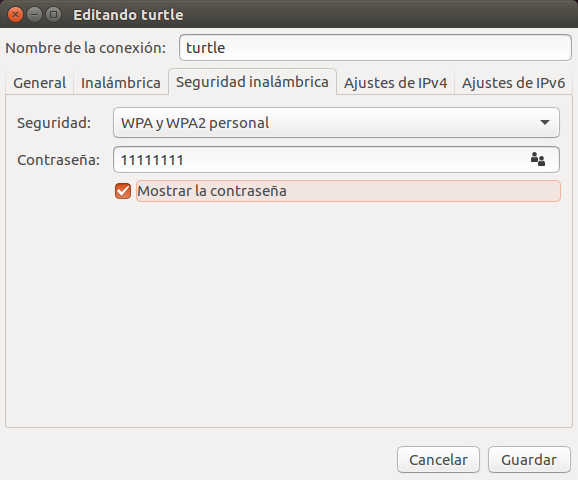 Editando turtle
Nombre de la conexión: turtle
General Inalámbrica Seguridad inalámbrica Ajustes de IPv4 Ajustes de IPv6
Seguridad: WPA y WPA2 personal
Contraseña: 11111111
Mostrar la contraseña
Cancelar Guardar